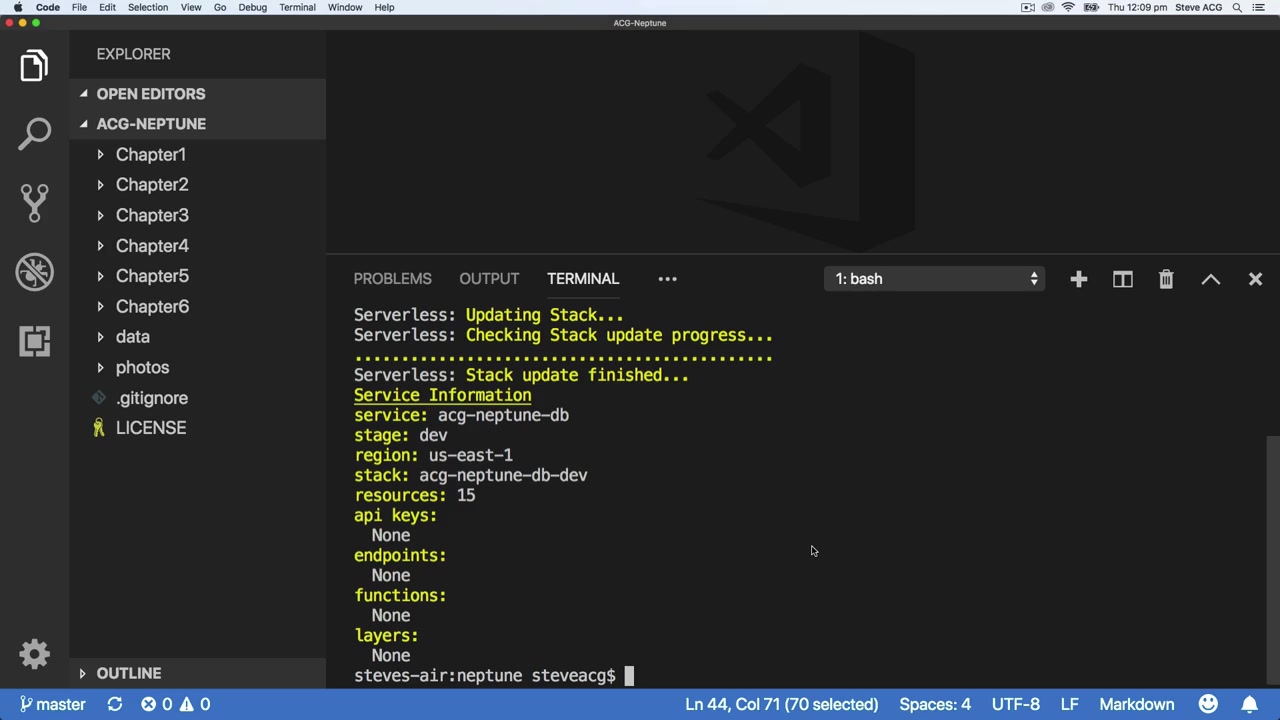 Code File Edit Selection View Go Debug Terminal Window Help Thu 12:09 pm Steve ACG
ACG-Neptune
EXPLORER
OPEN EDITORS
ACG-NEPTUNE
Chapter1
Chapter2
Chapter3
Chapter4
Chapter5
Chapter6
data
photos
.gitignore
LICENSE
OUTLINE
PROBLEMS OUTPUT TERMINAL ••• 1: bash
Serverless: Updating Stack...
Serverless: Checking Stack update progress...
.............................................
Serverless: Stack update finished...
Service Information
service: acg-neptune-db
stage: dev
region: us-east-1
stack: acg-neptune-db-dev
resources: 15
api keys:
None
endpoints:
None
functions:
None
layers:
None
steves-air:neptune steveacg$
master 0 0 Ln 44, Col 71 (70 selected) Spaces: 4 UTF-8 LF Markdown